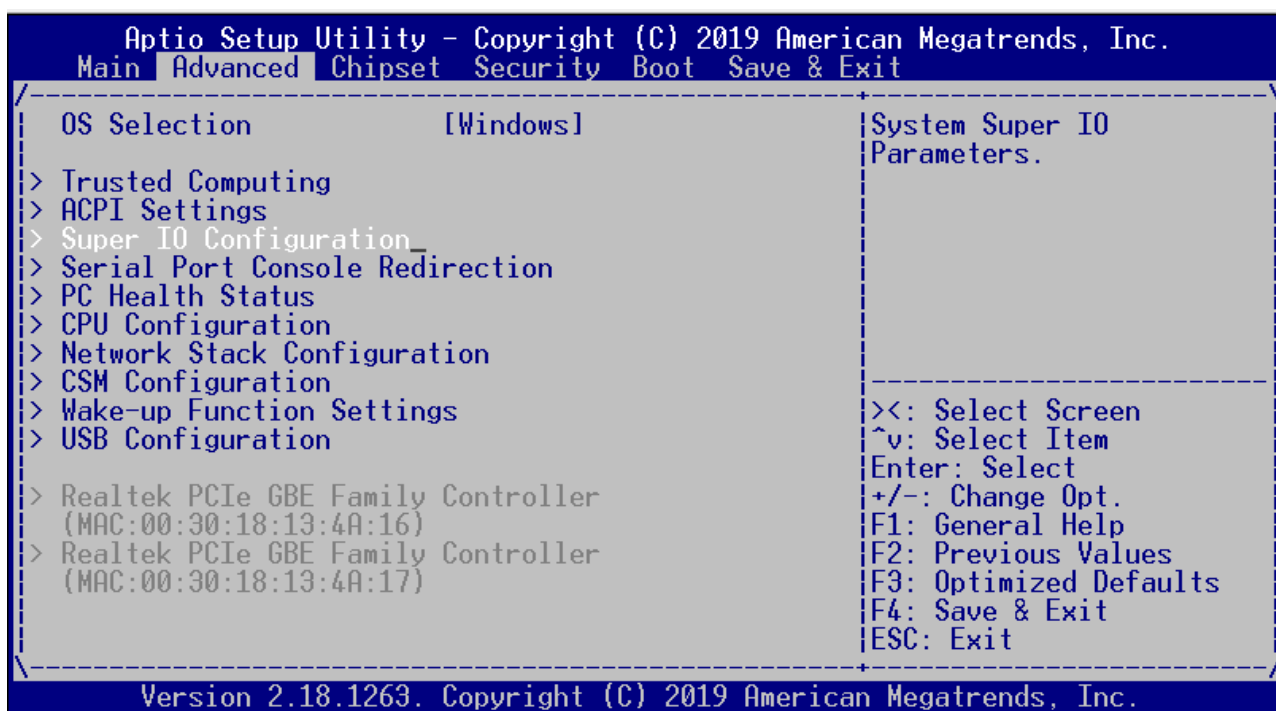 Aptio Setup Utility - Copyright (C) 2019 American Megatrends, Inc.
Main Advanced Chipset Security Boot Save & Exit
OS Selection [Windows]
> Trusted Computing
> ACPI Settings
> Super IO Configuration_
> Serial Port Console Redirection
> PC Health Status
> CPU Configuration
> Network Stack Configuration
> CSM Configuration
> Wake-up Function Settings
> USB Configuration
> Realtek PCIe GBE Family Controller
(MAC:00:30:18:13:4A:16)
> Realtek PCIe GBE Family Controller
(MAC:00:30:18:13:4A:17)
System Super IO
Parameters.
><: Select Screen
^v: Select Item
Enter: Select
+/-: Change Opt.
F1: General Help
F2: Previous Values
F3: Optimized Defaults
F4: Save & Exit
ESC: Exit
Version 2.18.1263. Copyright (C) 2019 American Megatrends, Inc.